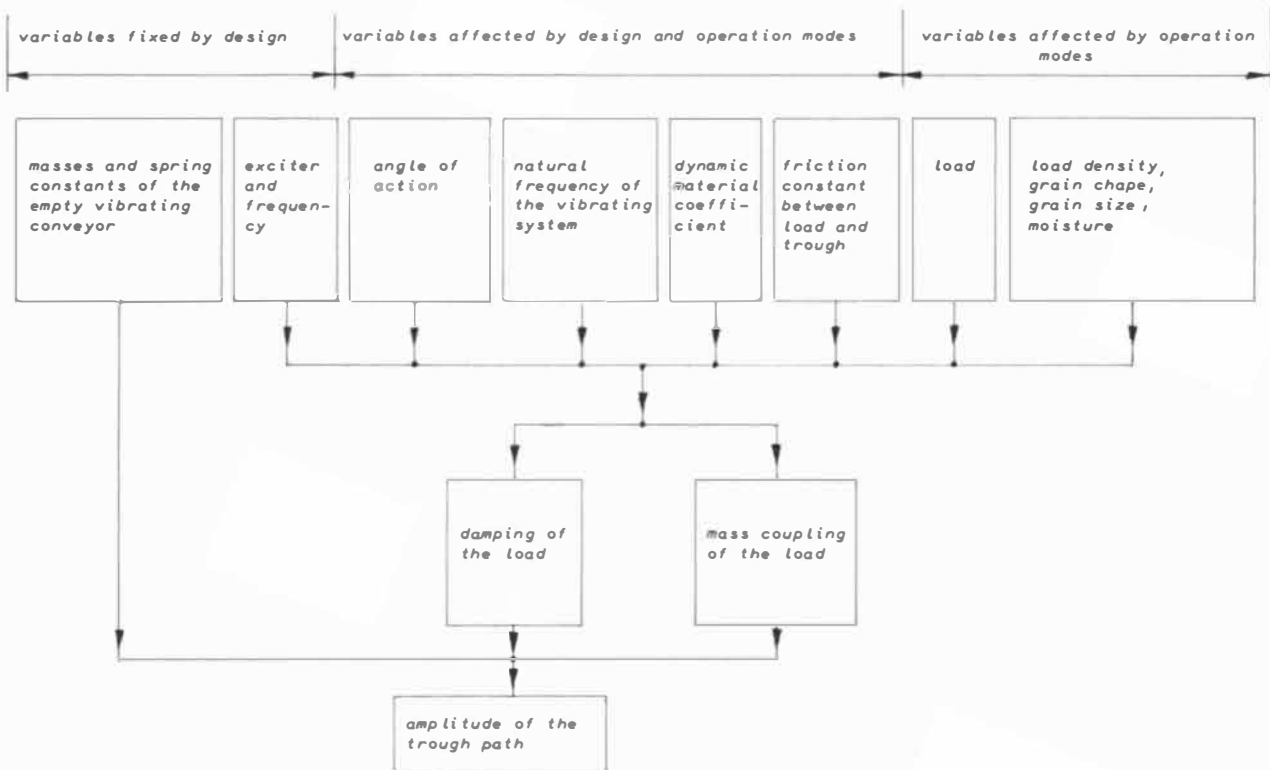 variables fixed by design
variables affected by design and operation modes
variables affected by operation
modes
masses and spring
constants of the
empty vibrating
conveyor
exciter
and
frequen-
cy
angle of
action
natural
frequency of
the vibrating
system
dynamic
material
coeffi-
cient
friction
constant
between
load and
trough
load
load density,
grain chape,
grain size,
moisture
damping of
the load
mass coupling
of the load
amplitude of the
trough path